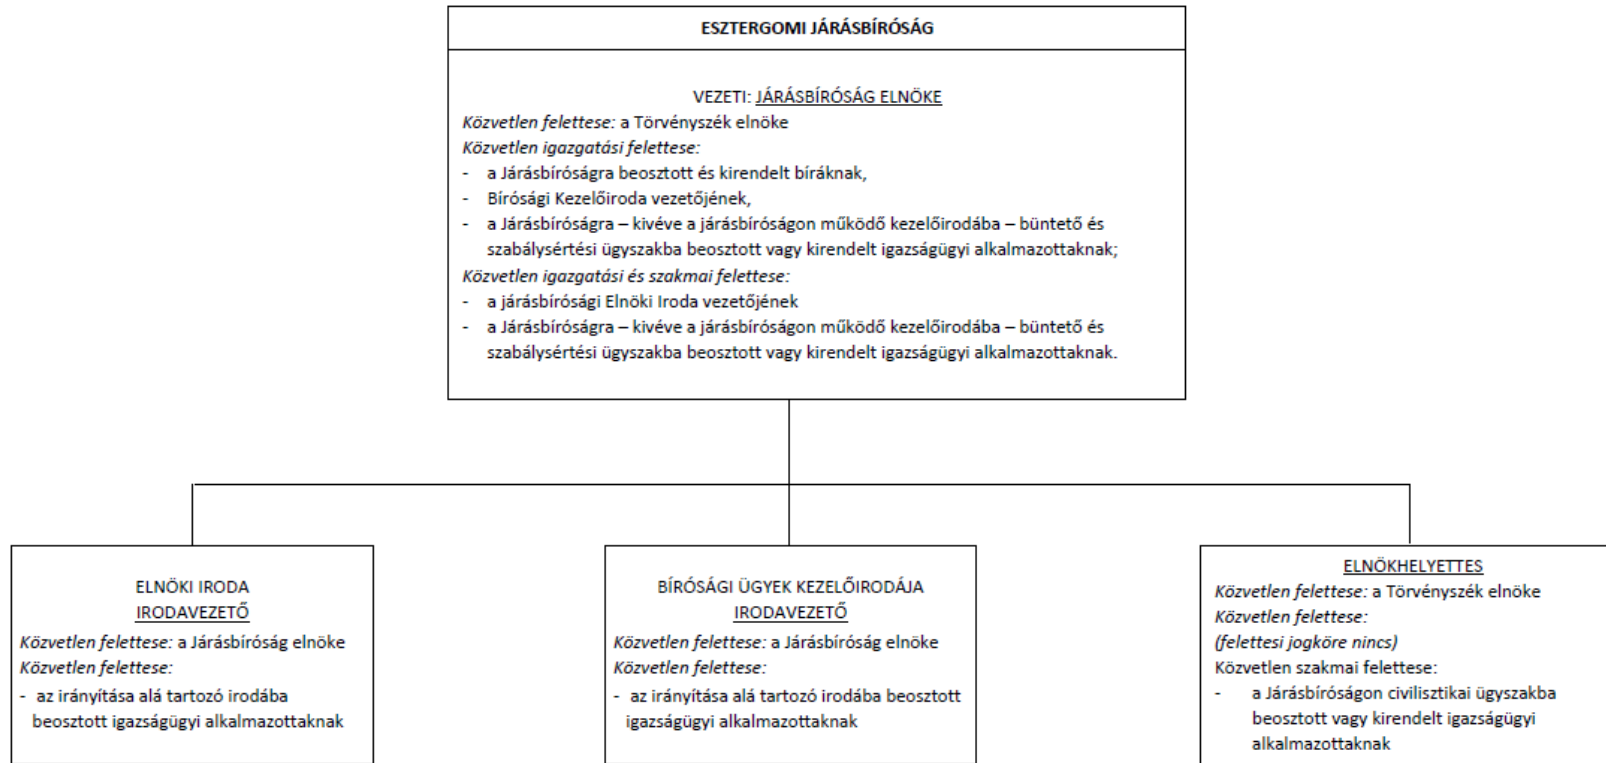 ESZTERGOMI JÁRÁSBÍRÓSÁG
VEZETI: JÁRÁSBÍRÓSÁG ELNÖKE
Közvetlen felettese: a Törvényszék elnöke
Közvetlen igazgatási felettese:
- a Járásbíróságra beosztott és kirendelt bíráknak,
- Bírósági Kezelőiroda vezetőjének,
- a Járásbíróságra – kivéve a járásbíróságon működő kezelőirodába – büntető és
szabálysértési ügyszakba beosztott vagy kirendelt igazságügyi alkalmazottaknak;
Közvetlen igazgatási és szakmai felettese:
- a járásbírósági Elnöki Iroda vezetőjének
- a Járásbíróságra – kivéve a járásbíróságon működő kezelőirodába – büntető és
szabálysértési ügyszakba beosztott vagy kirendelt igazságügyi alkalmazottaknak.
ELNÖKI IRODA
IRODAVEZETŐ
Közvetlen felettese: a Járásbíróság elnöke
Közvetlen felettese:
- az irányítása alá tartozó irodába
beosztott igazságügyi alkalmazottaknak
BÍRÓSÁGI ÜGYEK KEZELŐIRODÁJA
IRODAVEZETŐ
Közvetlen felettese: a Járásbíróság elnöke
Közvetlen felettese:
- az irányítása alá tartozó irodába beosztott
igazságügyi alkalmazottaknak
ELNÖKHELYETTES
Közvetlen felettese: a Törvényszék elnöke
Közvetlen felettese:
(felettesi jogköre nincs)
Közvetlen szakmai felettese:
- a Járásbíróságon civilisztikai ügyszakba
beosztott vagy kirendelt igazságügyi
alkalmazottaknak